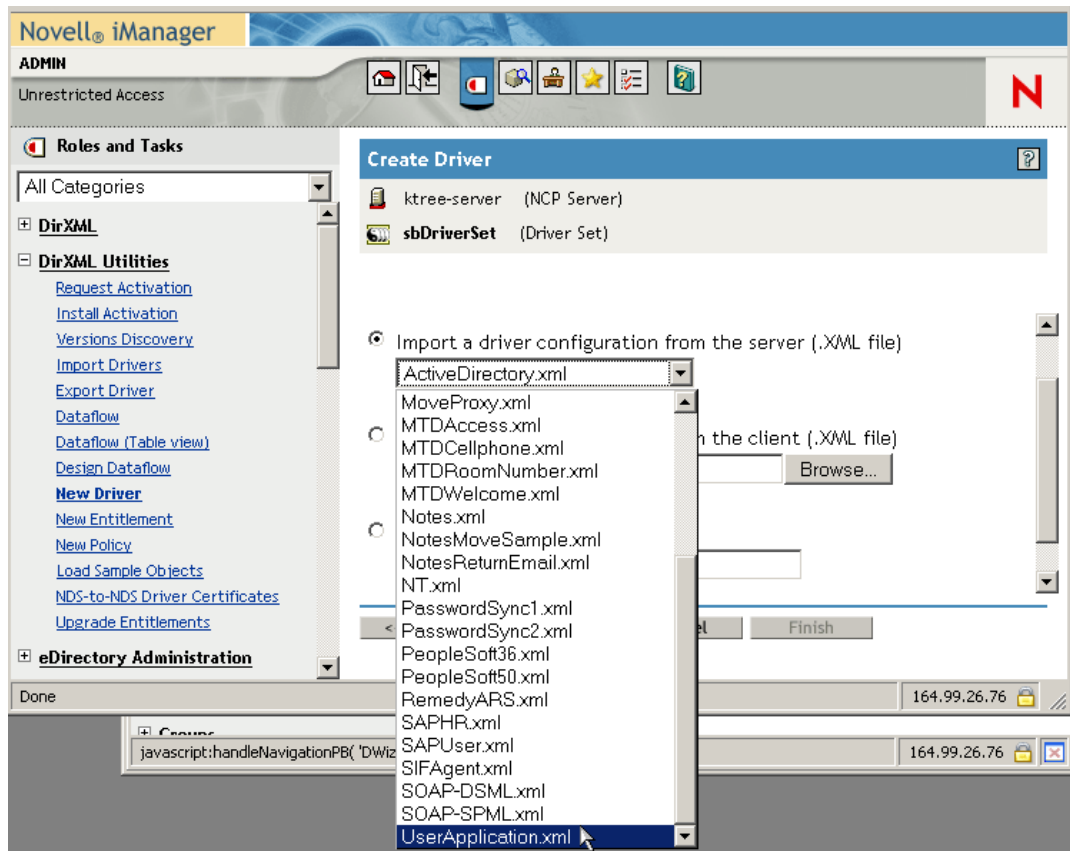 Novell® iManager
ADMIN
Unrestricted Access
N
Roles and Tasks
All Categories
DirXML
DirXML Utilities
Request Activation
Install Activation
Versions Discovery
Import Drivers
Export Driver
Dataflow
Dataflow (Table view)
Design Dataflow
New Driver
New Entitlement
New Policy
Load Sample Objects
NDS-to-NDS Driver Certificates
Upgrade Entitlements
eDirectory Administration
Create Driver
ktree-server (NCP Server)
sbDriverSet (Driver Set)
Import a driver configuration from the server (.XML file)
ActiveDirectory.xml
MoveProxy.xml
MTDAccess.xml
MTDCellphone.xml
MTDRoomNumber.xml
MTDWelcome.xml
Notes.xml
NotesMoveSample.xml
NotesReturnEmail.xml
NT.xml
PasswordSync1.xml
PasswordSync2.xml
PeopleSoft36.xml
PeopleSoft50.xml
RemedyARS.xml
SAPHR.xml
SAPUser.xml
SIFAgent.xml
SOAP-DSML.xml
SOAP-SPML.xml
UserApplication.xml
the client (.XML file)
Browse...
<
Finish
Done
164.99.26.76
Groups
javascript:handleNavigationPB( 'DWiz
164.99.26.76